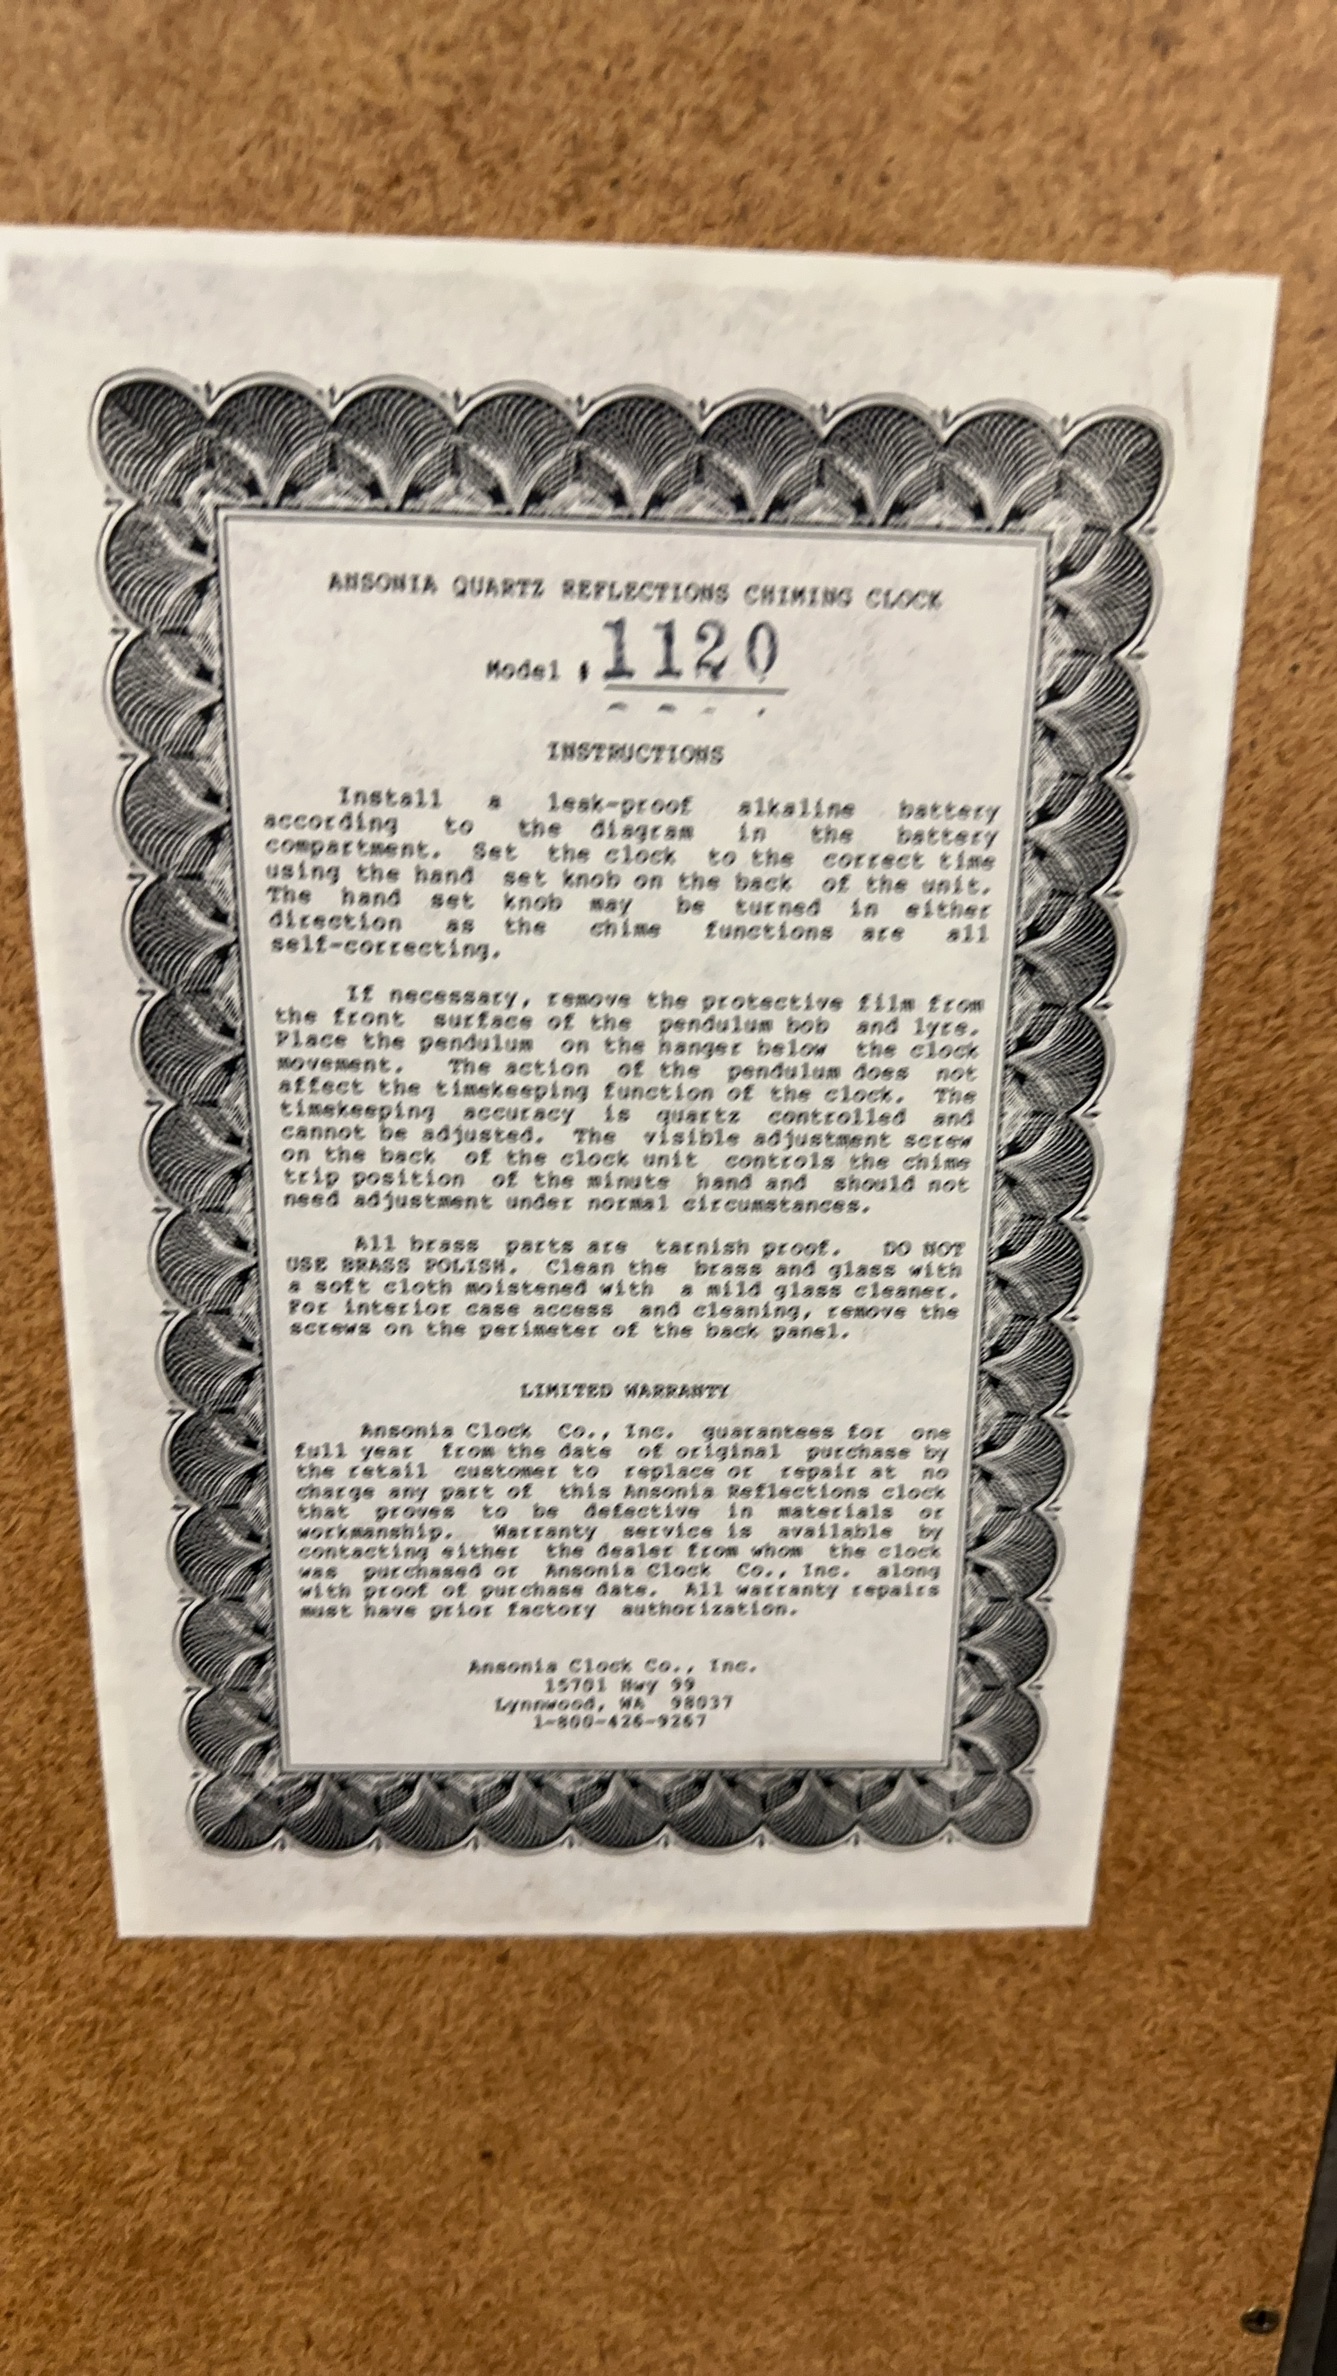 ANSONIA QUARTZ REFLECTIONS CHIMING CLOCK
Model # 1120
INSTRUCTIONS
Install a leak-proof alkaline battery
according to the diagram in the battery
compartment. Set the clock to the correct time
using the hand set knob on the back of the unit.
The hand set knob may be turned in either
direction as the chime functions are all
self-correcting.
If necessary, remove the protective film from
the front surface of the pendulum bob and lyre.
Place the pendulum on the hanger below the clock
movement. The action of the pendulum does not
affect the timekeeping function of the clock. The
timekeeping accuracy is quartz controlled and
cannot be adjusted. The visible adjustment screw
on the back of the clock unit controls the chime
trip position of the minute hand and should not
need adjustment under normal circumstances.
All brass parts are tarnish proof. DO NOT
USE BRASS POLISH. Clean the brass and glass with
a soft cloth moistened with a mild glass cleaner.
For interior case access and cleaning, remove the
screws on the perimeter of the back panel.
LIMITED WARRANTY
Ansonia Clock Co., Inc. guarantees for one
full year from the date of original purchase by
the retail customer to replace or repair at no
charge any part of this Ansonia Reflections clock
that proves to be defective in materials or
workmanship. Warranty service is available by
contacting either the dealer from whom the clock
was purchased or Ansonia Clock Co., Inc. along
with proof of purchase date. All warranty repairs
must have prior factory authorization.
Ansonia Clock Co., Inc.
15701 Hwy 99
Lynnwood, WA 98037
1-800-426-9267